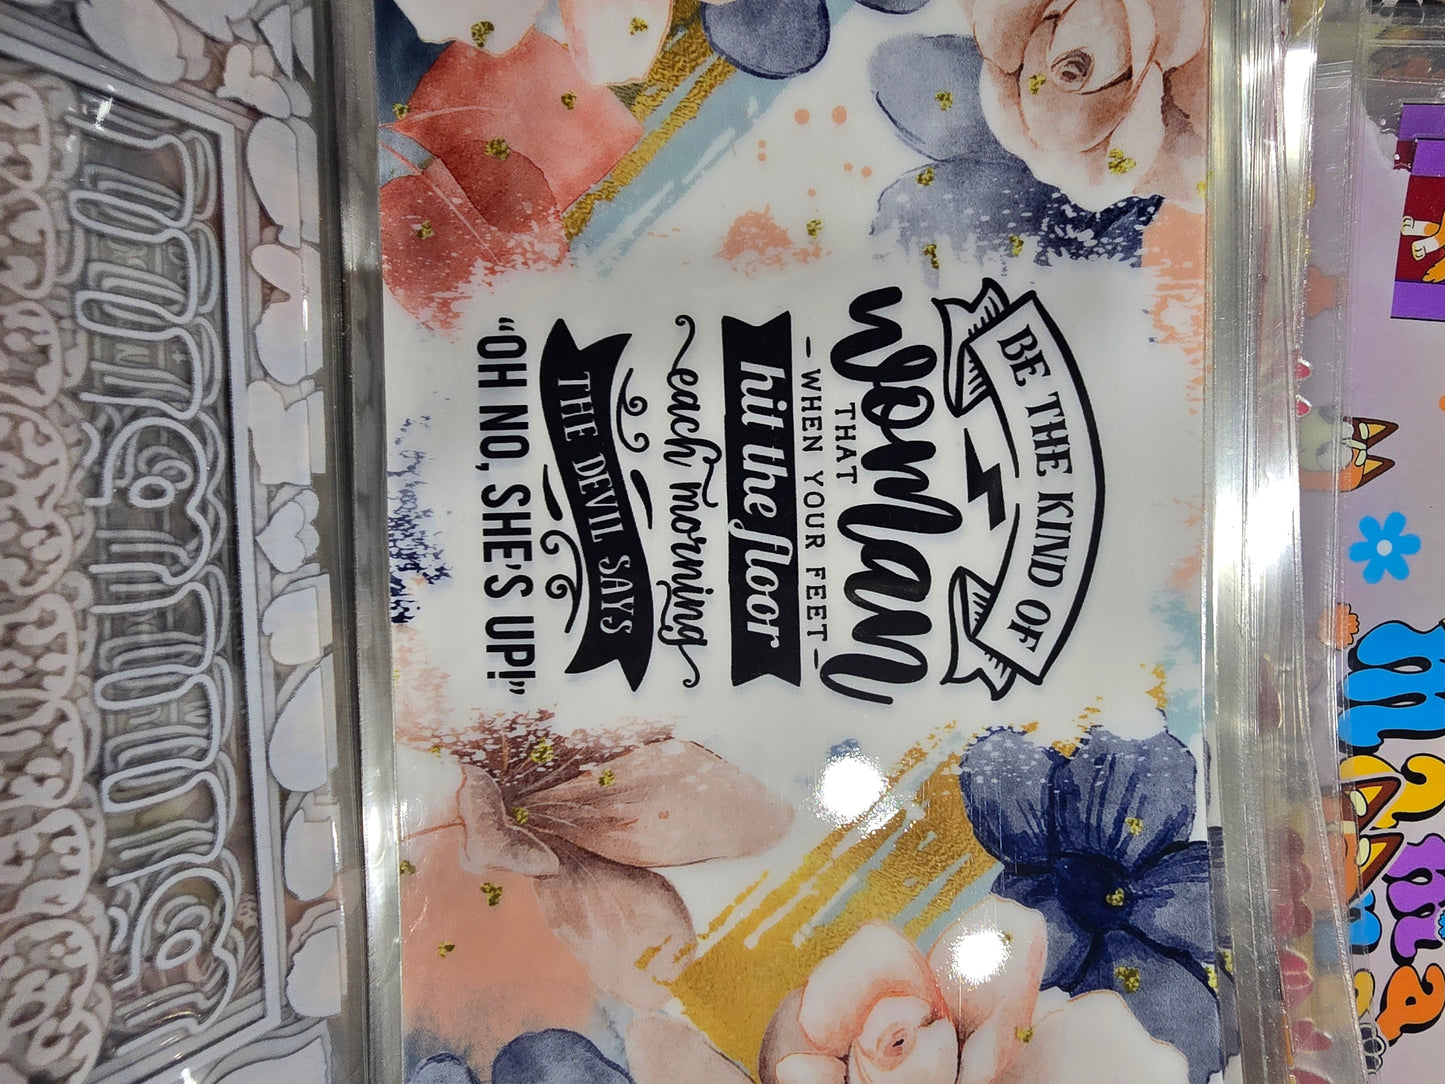 BE THE KIND OF
woman
THAT
- WHEN YOUR FEET -
hit the floor
each morning
THE DEVIL SAYS
"OH NO, SHE'S UP!"
mama